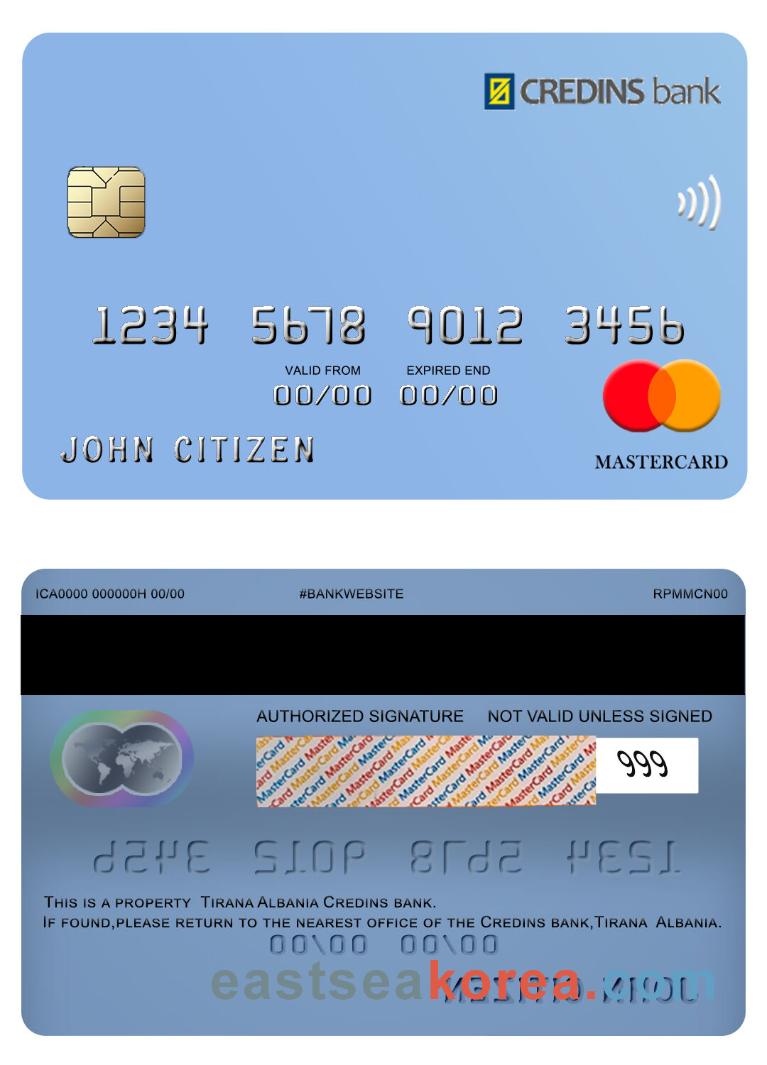 CREDINS bank
1234 5678 9012 3456
VALID FROM EXPIRED END
00/00 00/00
JOHN CITIZEN
MASTERCARD
ICA0000 000000H 00/00 #BANKWEBSITE RPMMCN00
AUTHORIZED SIGNATURE NOT VALID UNLESS SIGNED
MasterCard MasterCard MasterCard MasterCard
999
1234 5678 9012 3456
THIS IS A PROPERTY TIRANA ALBANIA CREDINS BANK.
IF FOUND,PLEASE RETURN TO THE NEAREST OFFICE OF THE CREDINS BANK,TIRANA ALBANIA.
00/00 00/00
eastseakorea.com
JOHN CITIZEN